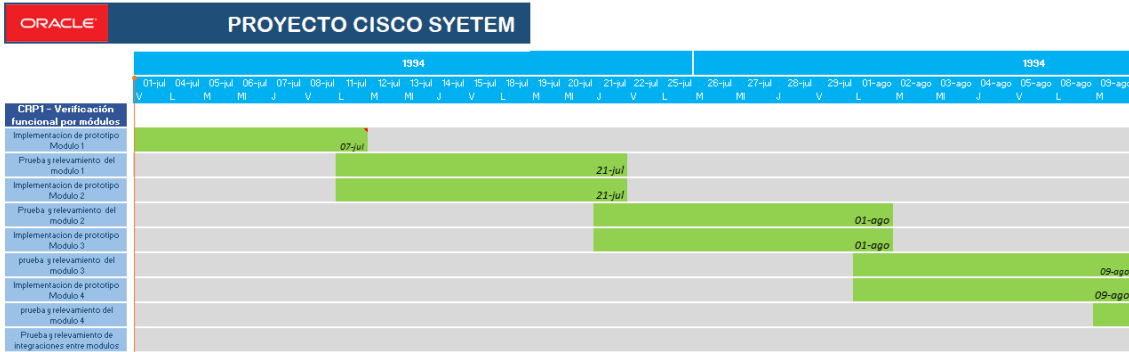 ORACLE
PROYECTO CISCO SYETEM
1994 1994
01-jul 04-jul 05-jul 06-jul 07-jul 08-jul 11-jul 12-jul 13-jul 14-jul 15-jul 18-jul 19-jul 20-jul 21-jul 22-jul 25-jul 26-jul 27-jul 28-jul 29-jul 01-ago 02-ago 03-ago 04-ago 05-ago 08-ago 09-ago
V L M MI J V L M MI J V L M MI J V L M MI J V L M MI J V L M
CRP1 – Verificación
funcional por módulos
Implementacion de prototipo
Modulo 1
07-jul
Prueba y relevamiento del
modulo 1
21-jul
Implementacion de prototipo
Modulo 2
21-jul
Prueba y relevamiento del
modulo 2
01-ago
Implementacion de prototipo
Modulo 3
01-ago
prueba y relevamiento del
modulo 3
09-ago
Implementacion de prototipo
Modulo 4
09-ago
prueba y relevamiento del
modulo 4
Prueba y relevamiento de
integraciones entre modulos